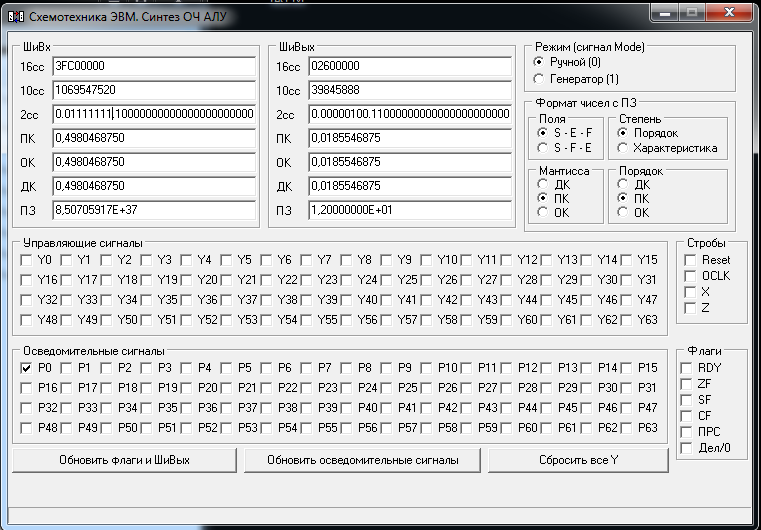 Схемотехника ЭВМ. Синтез ОЧ АЛУ
ШиВх
16сс 3FC00000
10сс 1069547520
2сс 0.01111111|10000000000000000000000
ПК 0,4980468750
ОК 0,4980468750
ДК 0,4980468750
ПЗ 8,50705917E+37
ШиВых
16сс 02600000
10сс 39845888
2сс 0.00000100.11000000000000000000000
ПК 0,0185546875
ОК 0,0185546875
ДК 0,0185546875
ПЗ 1,20000000E+01
Режим (сигнал Mode)
Ручной (0)
Генератор (1)
Формат чисел с ПЗ
Поля
S - E - F
S - F - E
Степень
Порядок
Характеристика
Мантисса
ДК
ПК
ОК
Порядок
ДК
ПК
ОК
Управляющие сигналы
Y0 Y1 Y2 Y3 Y4 Y5 Y6 Y7 Y8 Y9 Y10 Y11 Y12 Y13 Y14 Y15
Y16 Y17 Y18 Y19 Y20 Y21 Y22 Y23 Y24 Y25 Y26 Y27 Y28 Y29 Y30 Y31
Y32 Y33 Y34 Y35 Y36 Y37 Y38 Y39 Y40 Y41 Y42 Y43 Y44 Y45 Y46 Y47
Y48 Y49 Y50 Y51 Y52 Y53 Y54 Y55 Y56 Y57 Y58 Y59 Y60 Y61 Y62 Y63
Стробы
Reset
OCLK
X
Z
Осведомительные сигналы
P0 P1 P2 P3 P4 P5 P6 P7 P8 P9 P10 P11 P12 P13 P14 P15
P16 P17 P18 P19 P20 P21 P22 P23 P24 P25 P26 P27 P28 P29 P30 P31
P32 P33 P34 P35 P36 P37 P38 P39 P40 P41 P42 P43 P44 P45 P46 P47
P48 P49 P50 P51 P52 P53 P54 P55 P56 P57 P58 P59 P60 P61 P62 P63
Флаги
RDY
ZF
SF
CF
ПРС
Дел/0
Обновить флаги и ШиВых
Обновить осведомительные сигналы
Сбросить все Y